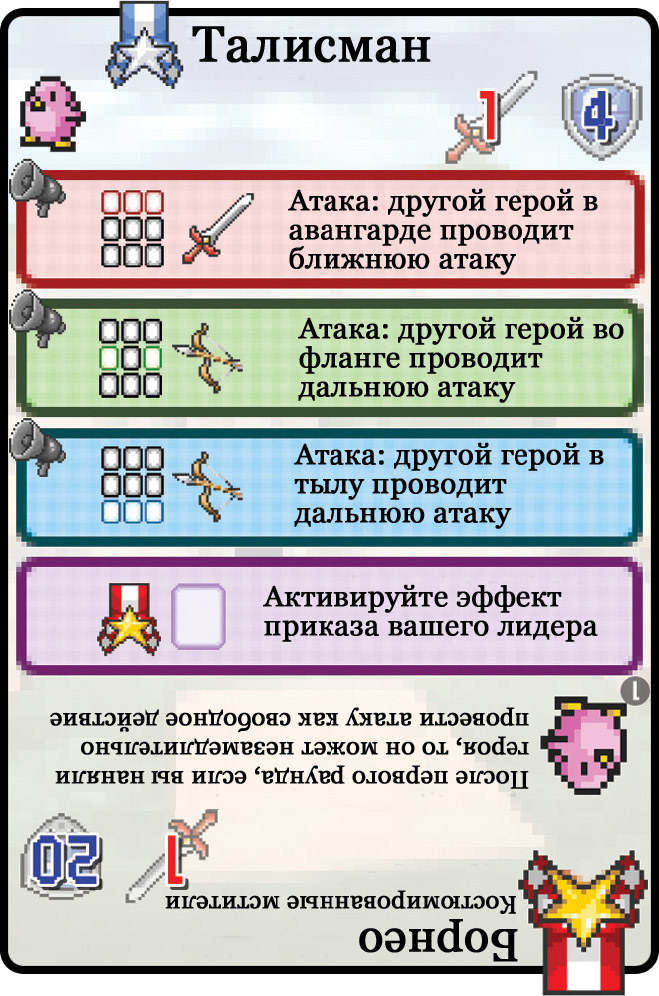 Талисман
1
4
Атака: другой герой в
авангарде проводит
ближнюю атаку
Атака: другой герой во
фланге проводит
дальнюю атаку
Атака: другой герой в
тылу проводит
дальнюю атаку
Активируйте эффект
приказа вашего лидера
1
Борнео
Костюмированные мстители
1
20
После первого раунда, если вы наняли
героя, то он может незамедлительно
провести атаку как свободное действие